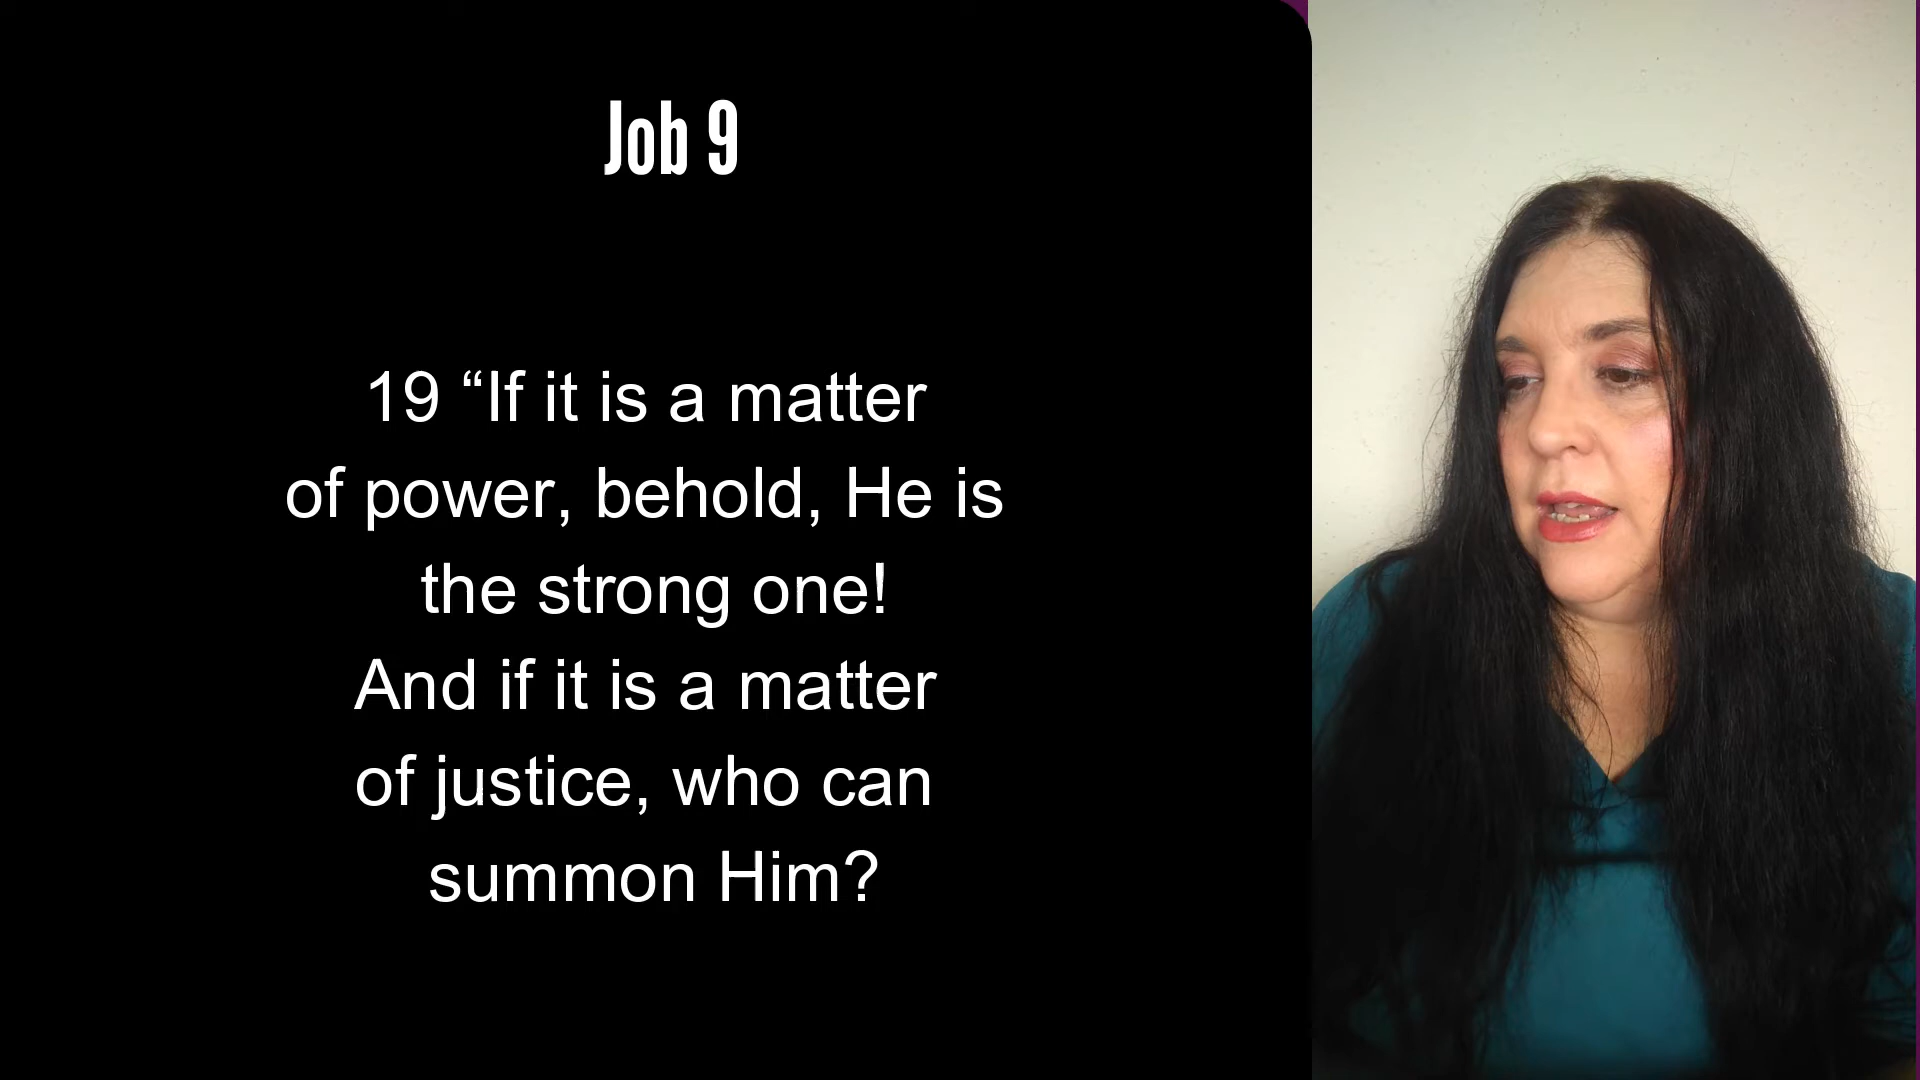 Job 9
19 “If it is a matter
of power, behold, He is
the strong one!
And if it is a matter
of justice, who can
summon Him?